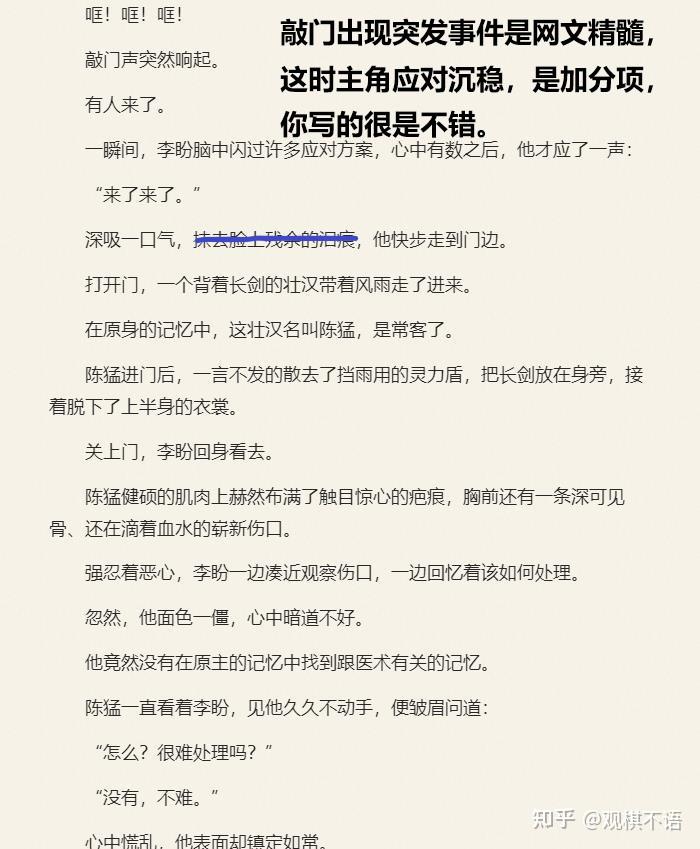 哐！哐！哐！
敲门出现突发事件是网文精髓，
这时主角应对沉稳，是加分项，
你写的很是不错。
敲门声突然响起。
有人来了。
一瞬间，李盼脑中闪过许多应对方案，心中有数之后，他才应了一声：
“来了来了。”
深吸一口气，抹去脸上残余的泪痕，他快步走到门边。
打开门，一个背着长剑的壮汉带着风雨走了进来。
在原身的记忆中，这壮汉名叫陈猛，是常客了。
陈猛进门后，一言不发的散去了挡雨用的灵力盾，把长剑放在身旁，接
着脱下了上半身的衣裳。
关上门，李盼回身看去。
陈猛健硕的肌肉上赫然布满了触目惊心的疤痕，胸前还有一条深可见
骨、还在滴着血水的崭新伤口。
强忍着恶心，李盼一边凑近观察伤口，一边回忆着该如何处理。
忽然，他面色一僵，心中暗道不好。
他竟然没有在原主的记忆中找到跟医术有关的记忆。
陈猛一直看着李盼，见他久久不动手，便皱眉问道：
“怎么？很难处理吗？”
“没有，不难。”
心中慌乱，他表面却镇定如常。
知乎 @观棋不语